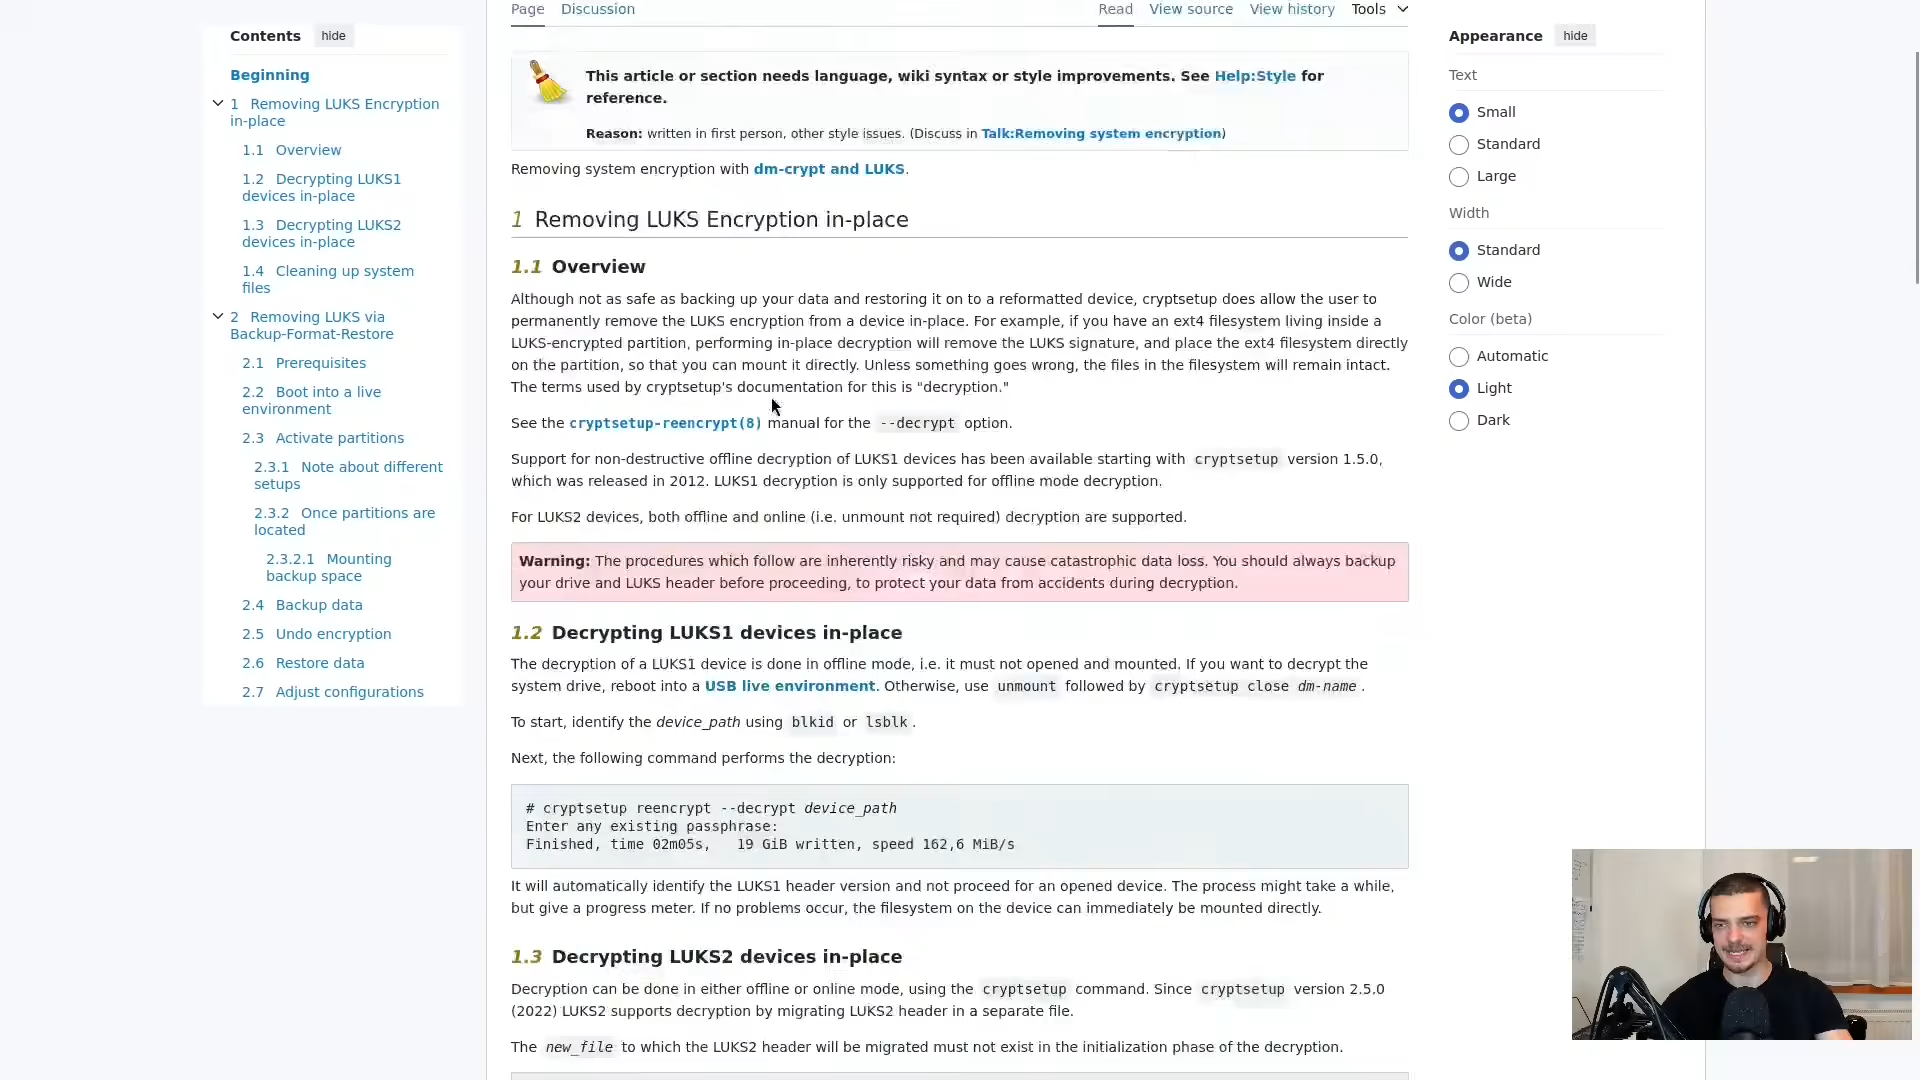 Page Discussion Read View source View history Tools
Contents hide
Beginning
1 Removing LUKS Encryption
in-place
1.1 Overview
1.2 Decrypting LUKS1
devices in-place
1.3 Decrypting LUKS2
devices in-place
1.4 Cleaning up system
files
2 Removing LUKS via
Backup-Format-Restore
2.1 Prerequisites
2.2 Boot into a live
environment
2.3 Activate partitions
2.3.1 Note about different
setups
2.3.2 Once partitions are
located
2.3.2.1 Mounting
backup space
2.4 Backup data
2.5 Undo encryption
2.6 Restore data
2.7 Adjust configurations
This article or section needs language, wiki syntax or style improvements. See Help:Style for
reference.
Reason: written in first person, other style issues. (Discuss in Talk:Removing system encryption)
Removing system encryption with dm-crypt and LUKS.
1 Removing LUKS Encryption in-place
1.1 Overview
Although not as safe as backing up your data and restoring it on to a reformatted device, cryptsetup does allow the user to
permanently remove the LUKS encryption from a device in-place. For example, if you have an ext4 filesystem living inside a
LUKS-encrypted partition, performing in-place decryption will remove the LUKS signature, and place the ext4 filesystem directly
on the partition, so that you can mount it directly. Unless something goes wrong, the files in the filesystem will remain intact.
The terms used by cryptsetup's documentation for this is "decryption."
See the cryptsetup-reencrypt(8) manual for the --decrypt option.
Support for non-destructive offline decryption of LUKS1 devices has been available starting with cryptsetup version 1.5.0,
which was released in 2012. LUKS1 decryption is only supported for offline mode decryption.
For LUKS2 devices, both offline and online (i.e. unmount not required) decryption are supported.
Warning: The procedures which follow are inherently risky and may cause catastrophic data loss. You should always backup
your drive and LUKS header before proceeding, to protect your data from accidents during decryption.
1.2 Decrypting LUKS1 devices in-place
The decryption of a LUKS1 device is done in offline mode, i.e. it must not opened and mounted. If you want to decrypt the
system drive, reboot into a USB live environment. Otherwise, use unmount followed by cryptsetup close dm-name .
To start, identify the device_path using blkid or lsblk .
Next, the following command performs the decryption:
# cryptsetup reencrypt --decrypt device_path
Enter any existing passphrase:
Finished, time 02m05s, 19 GiB written, speed 162,6 MiB/s
It will automatically identify the LUKS1 header version and not proceed for an opened device. The process might take a while,
but give a progress meter. If no problems occur, the filesystem on the device can immediately be mounted directly.
1.3 Decrypting LUKS2 devices in-place
Decryption can be done in either offline or online mode, using the cryptsetup command. Since cryptsetup version 2.5.0
(2022) LUKS2 supports decryption by migrating LUKS2 header in a separate file.
The new_file to which the LUKS2 header will be migrated must not exist in the initialization phase of the decryption.
Appearance hide
Text
Small
Standard
Large
Width
Standard
Wide
Color (beta)
Automatic
Light
Dark